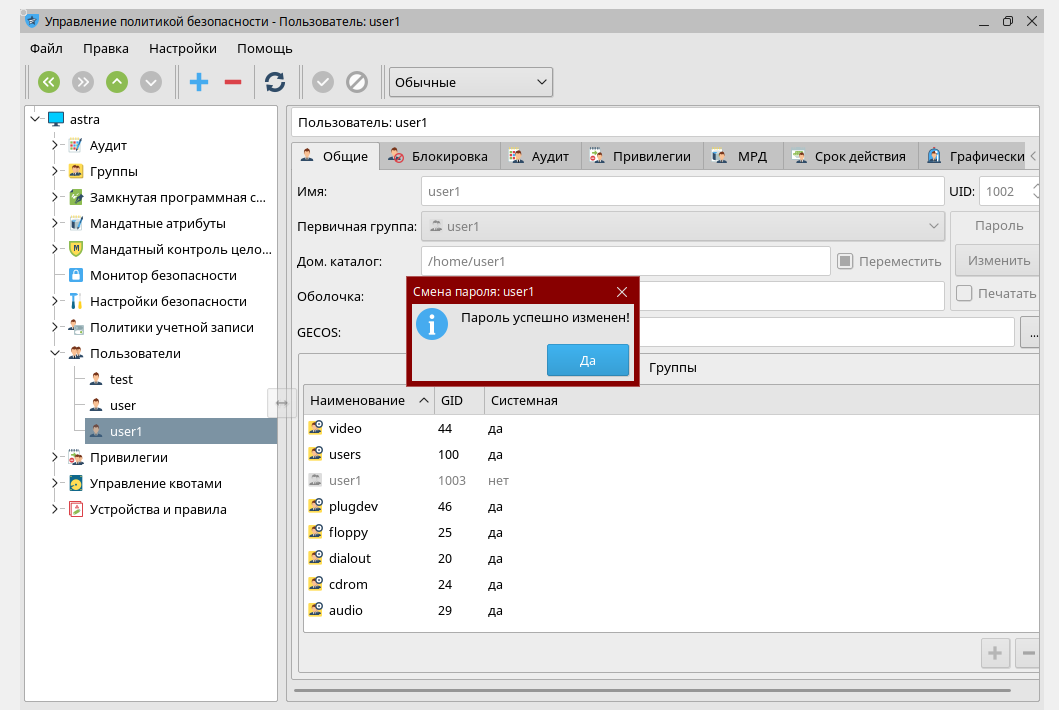 Управление политикой безопасности - Пользователь: user1
Файл Правка Настройки Помощь
Обычные
astra
Аудит
Группы
Замкнутая программная с...
Мандатные атрибуты
Мандатный контроль цело...
Монитор безопасности
Настройки безопасности
Политики учетной записи
Пользователи
test
user
user1
Привилегии
Управление квотами
Устройства и правила
Пользователь: user1
Общие Блокировка Аудит Привилегии МРД Срок действия Графически
Имя: user1 UID: 1002
Первичная группа: user1 Пароль
Дом. каталог: /home/user1 Переместить Изменить
Оболочка: Печатать
GECOS: ...
Смена пароля: user1
Пароль успешно изменен!
Да
Группы
Наименование GID Системная
video 44 да
users 100 да
user1 1003 нет
plugdev 46 да
floppy 25 да
dialout 20 да
cdrom 24 да
audio 29 да